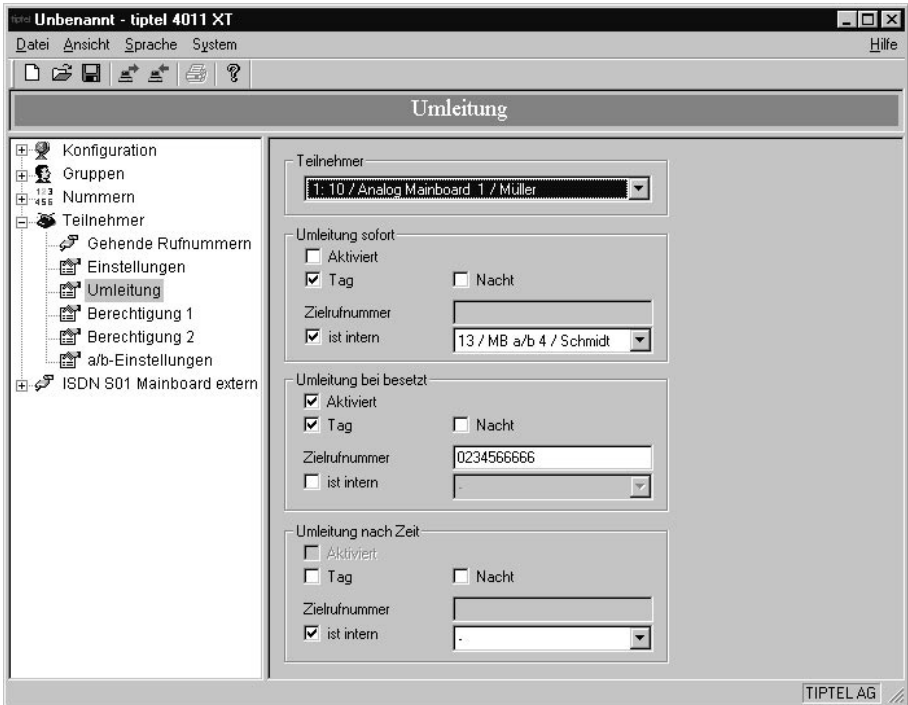 tiptel Unbenannt - tiptel 4011 XT
Datei Ansicht Sprache System Hilfe
Umleitung
Konfiguration
Gruppen
123
456 Nummern
Teilnehmer
Gehende Rufnummern
Einstellungen
Umleitung
Berechtigung 1
Berechtigung 2
a/b-Einstellungen
ISDN S01 Mainboard extern
Teilnehmer
1: 10 / Analog Mainboard 1 / Müller
Umleitung sofort
Aktiviert
Tag Nacht
Zielrufnummer
ist intern 13 / MB a/b 4 / Schmidt
Umleitung bei besetzt
Aktiviert
Tag Nacht
Zielrufnummer 0234566666
ist intern -
Umleitung nach Zeit
Aktiviert
Tag Nacht
Zielrufnummer
ist intern -
TIPTEL AG